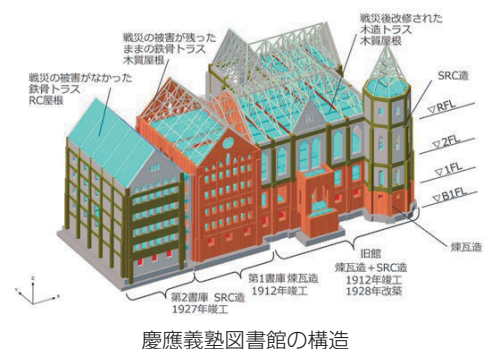 戦災後改修された
木造トラス
木質屋根
戦災の被害が残った
ままの鉄骨トラス
木質屋根
戦災の被害がなかった
鉄骨トラス
RC屋根
SRC造
▽RFL
▽2FL
▽1FL
▽B1FL
煉瓦造
旧館
煉瓦造+SRC造
1912年竣工
1928年改築
第1書庫 煉瓦造
1912年竣工
第2書庫 SRC造
1927年竣工
Z
Y
X
慶應義塾図書館の構造